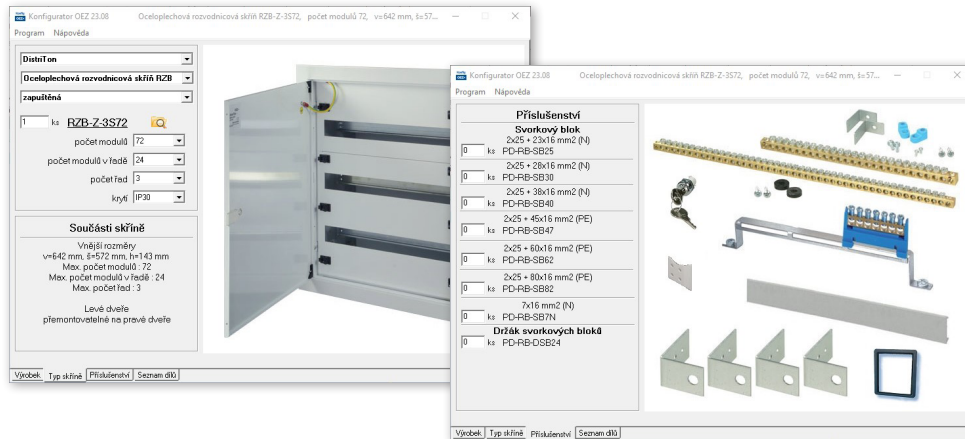 Konfigurator OEZ 23.08 Oceloplechová rozvodnicová skříň RZB-Z-3S72, počet modulů 72, v=642 mm, š=57...
Program Nápověda
DistriTon
Oceloplechová rozvodnicová skříň RZB
zapuštěná
1 ks RZB-Z-3S72
počet modulů 72
počet modulů v řadě 24
počet řad 3
krytí IP30
Součásti skříně
Vnější rozměry
v=642 mm, š=572 mm, h=143 mm
Max. počet modulů : 72
Max. počet modulů v řadě : 24
Max. počet řad : 3
Levé dveře
přemontovatelné na pravé dveře
Výrobek Typ skříně Příslušenství Seznam dílů
Konfigurator OEZ 23.08 Oceloplechová rozvodnicová skříň RZB-Z-3S72, počet modulů 72, v=642 mm, š=57...
Program Nápověda
Příslušenství
Svorkový blok
2x25 + 23x16 mm2 (N)
0 ks PD-RB-SB25
2x25 + 28x16 mm2 (N)
0 ks PD-RB-SB30
2x25 + 38x16 mm2 (N)
0 ks PD-RB-SB40
2x25 + 45x16 mm2 (PE)
0 ks PD-RB-SB47
2x25 + 60x16 mm2 (PE)
0 ks PD-RB-SB62
2x25 + 80x16 mm2 (PE)
0 ks PD-RB-SB82
7x16 mm2 (N)
0 ks PD-RB-SB7N
Držák svorkových bloků
0 ks PD-RB-DSB24
Výrobek Typ skříně Příslušenství Seznam dílů